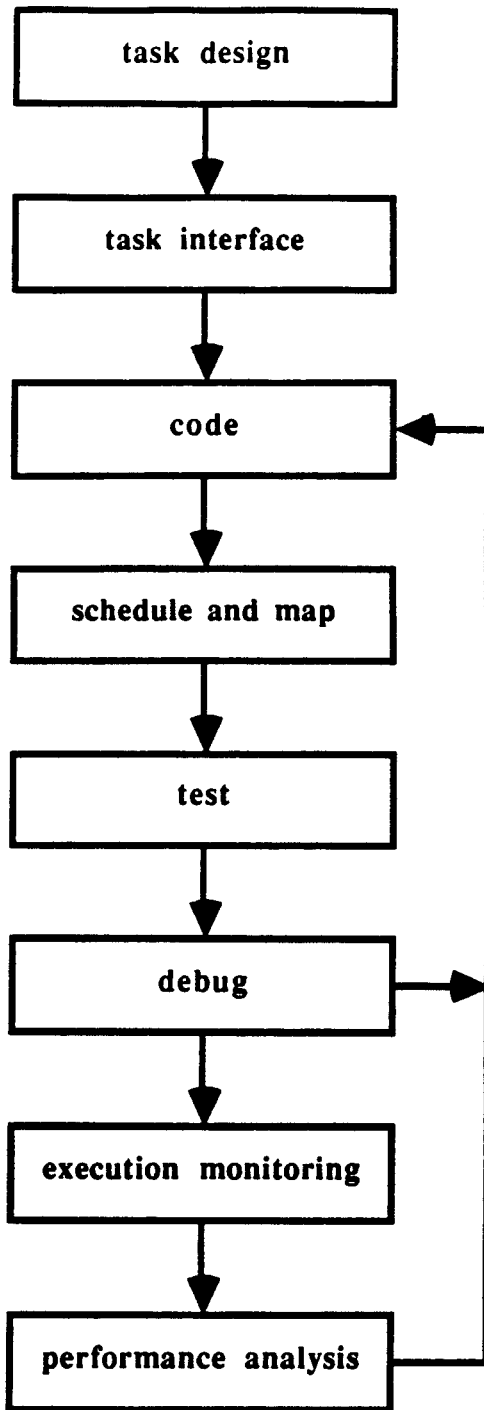 task design
task interface
code
schedule and map
test
debug
execution monitoring
performance analysis